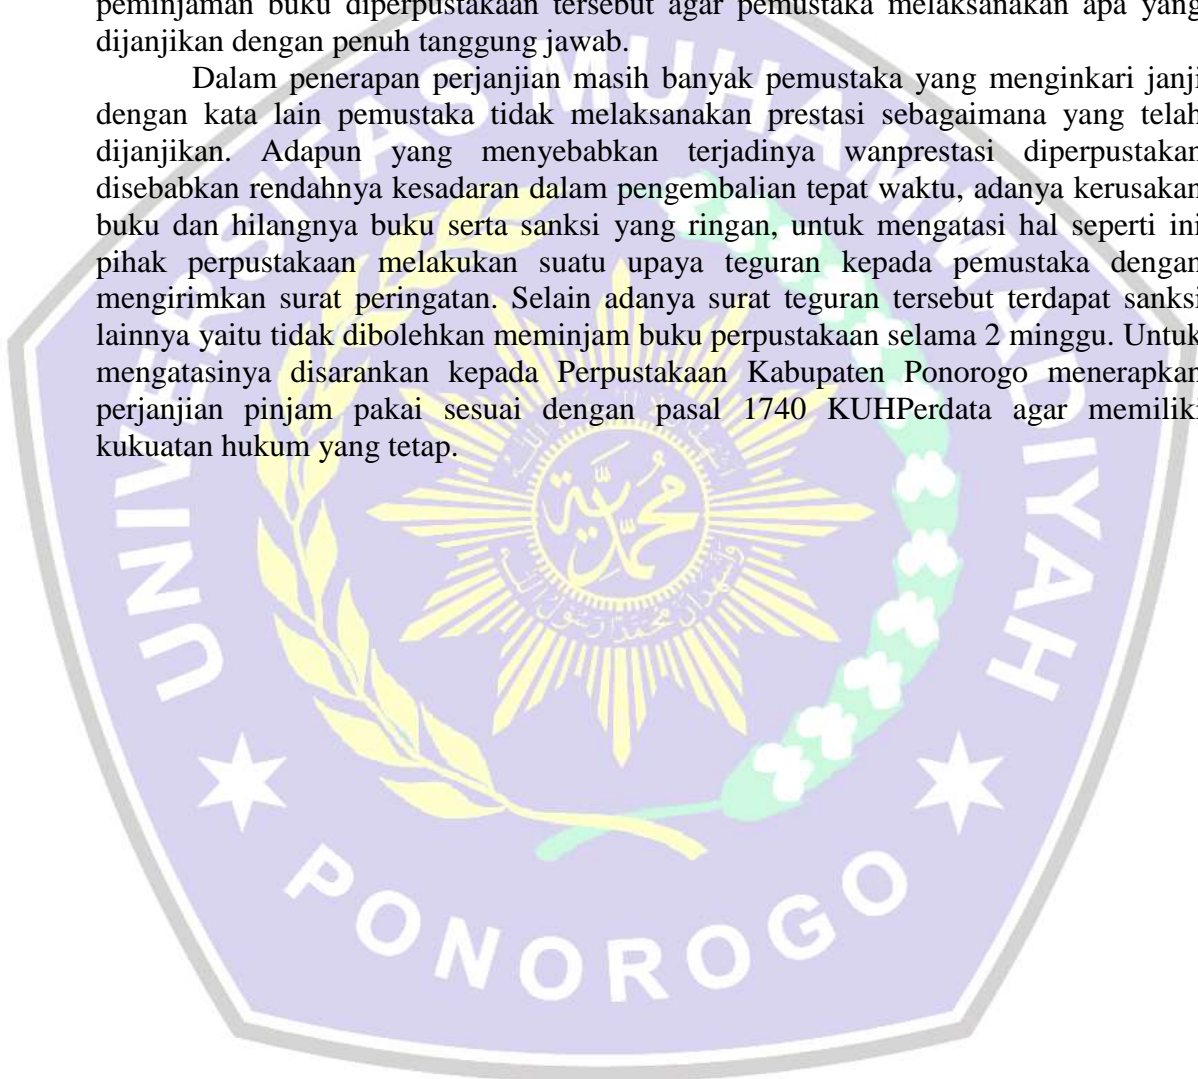 peminjaman buku diperpustakaan tersebut agar pemustaka melaksanakan apa yang
dijanjikan dengan penuh tanggung jawab.
Dalam penerapan perjanjian masih banyak pemustaka yang menginkari janji
dengan kata lain pemustaka tidak melaksanakan prestasi sebagaimana yang telah
dijanjikan. Adapun yang menyebabkan terjadinya wanprestasi diperpustakan
disebabkan rendahnya kesadaran dalam pengembalian tepat waktu, adanya kerusakan
buku dan hilangnya buku serta sanksi yang ringan, untuk mengatasi hal seperti ini
pihak perpustakaan melakukan suatu upaya teguran kepada pemustaka dengan
mengirimkan surat peringatan. Selain adanya surat teguran tersebut terdapat sanksi
lainnya yaitu tidak dibolehkan meminjam buku perpustakaan selama 2 minggu. Untuk
mengatasinya disarankan kepada Perpustakaan Kabupaten Ponorogo menerapkan
perjanjian pinjam pakai sesuai dengan pasal 1740 KUHPerdata agar memiliki
kukuatan hukum yang tetap.
UNIVERSITAS MUHAMMADIYAH
PONOROGO
محمدية